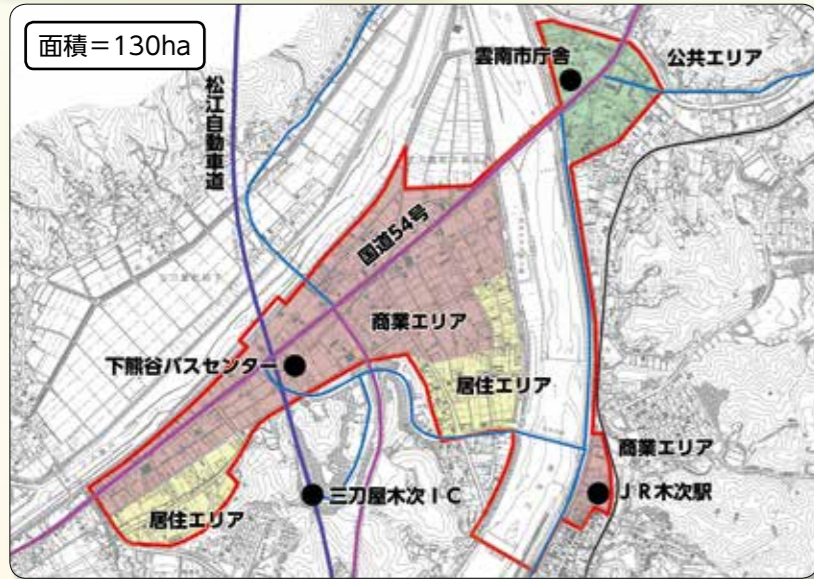 面積＝130ha
雲南市庁舎
公共エリア
松江自動車道
国道54号
商業エリア
下熊谷バスセンター
居住エリア
商業エリア
三刀屋木次ＩＣ
ＪＲ木次駅
居住エリア